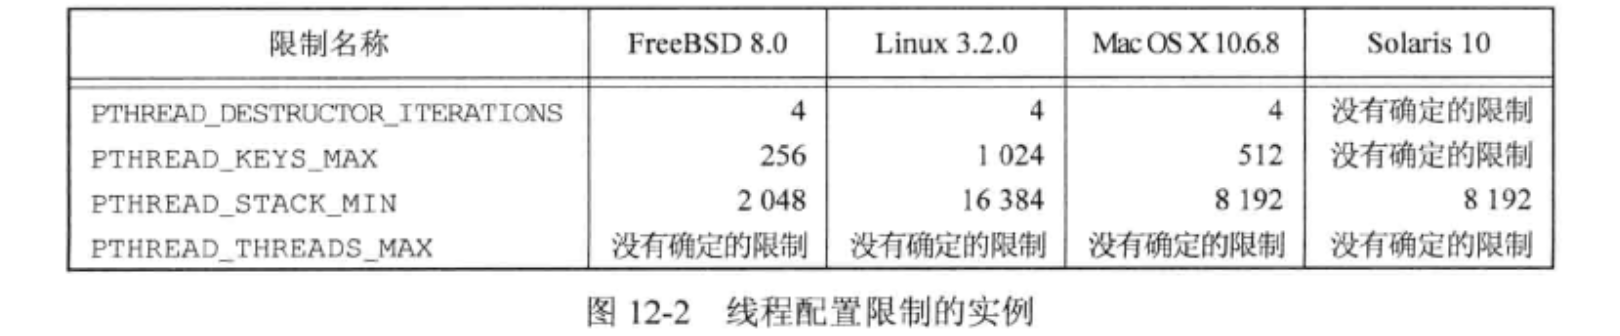 限制名称 FreeBSD 8.0 Linux 3.2.0 Mac OS X 10.6.8 Solaris 10
PTHREAD_DESTRUCTOR_ITERATIONS 4 4 4 没有确定的限制
PTHREAD_KEYS_MAX 256 1 024 512 没有确定的限制
PTHREAD_STACK_MIN 2 048 16 384 8 192 8 192
PTHREAD_THREADS_MAX 没有确定的限制 没有确定的限制 没有确定的限制 没有确定的限制
图 12-2 线程配置限制的实例